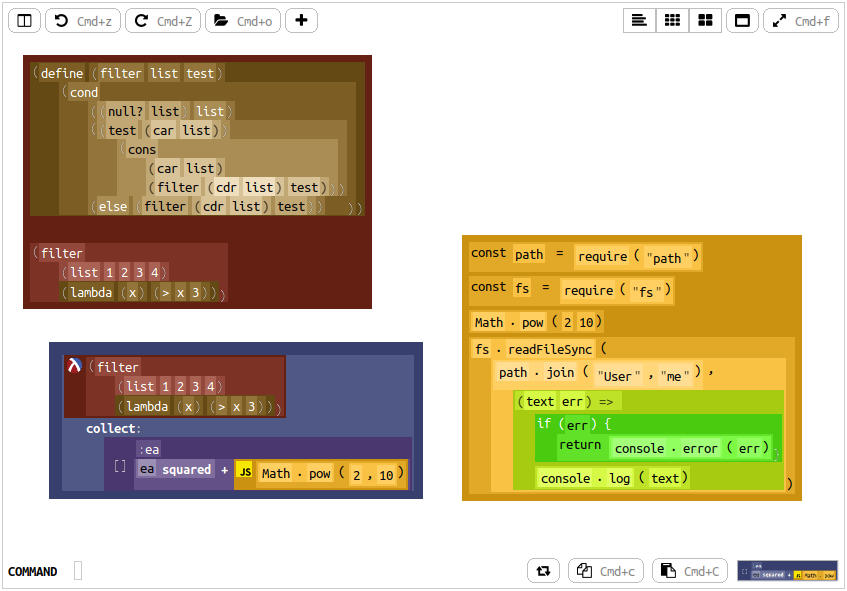 Cmd+z Cmd+Z Cmd+o Cmd+f
(define (filter list test)
(cond
((null? list) list)
((test (car list))
(cons
(car list)
(filter (cdr list) test)))
(else (filter (cdr list) test)) ))
(filter
(list 1 2 3 4)
(lambda (x) (> x 3)))
const path = require ( "path" )
const fs = require ( "fs" )
Math . pow ( 2 10 )
fs . readFileSync (
path . join ( "User" , "me" ) ,
(text err) =>
if (err) {
return console . error ( err ) ;
console . log ( text )
)
(filter
(list 1 2 3 4)
(lambda (x) (> x 3)))
collect:
:ea
[] ea squared + JS Math . pow ( 2 , 10 )
COMMAND Cmd+c Cmd+C